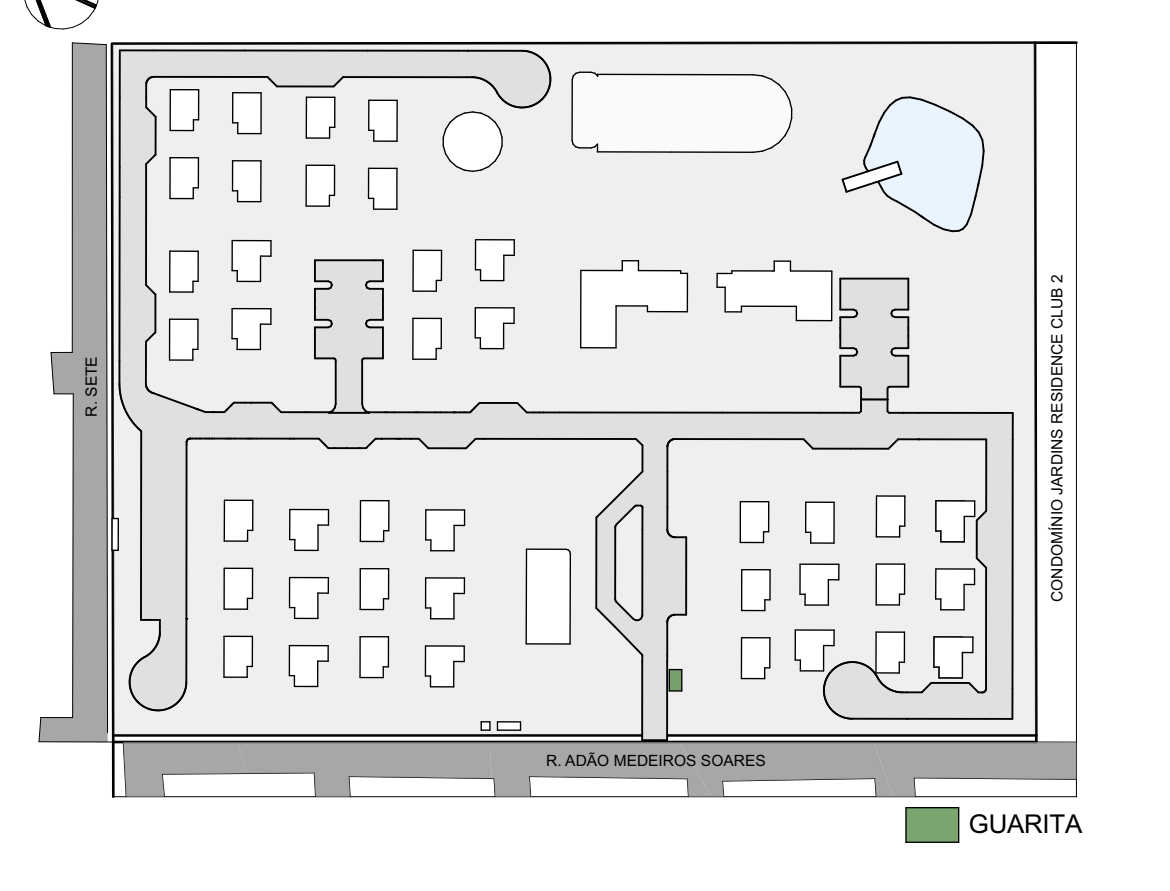 R. SETE
CONDOMÍNIO JARDINS RESIDENCE CLUB 2
R. ADÃO MEDEIROS SOARES
GUARITA